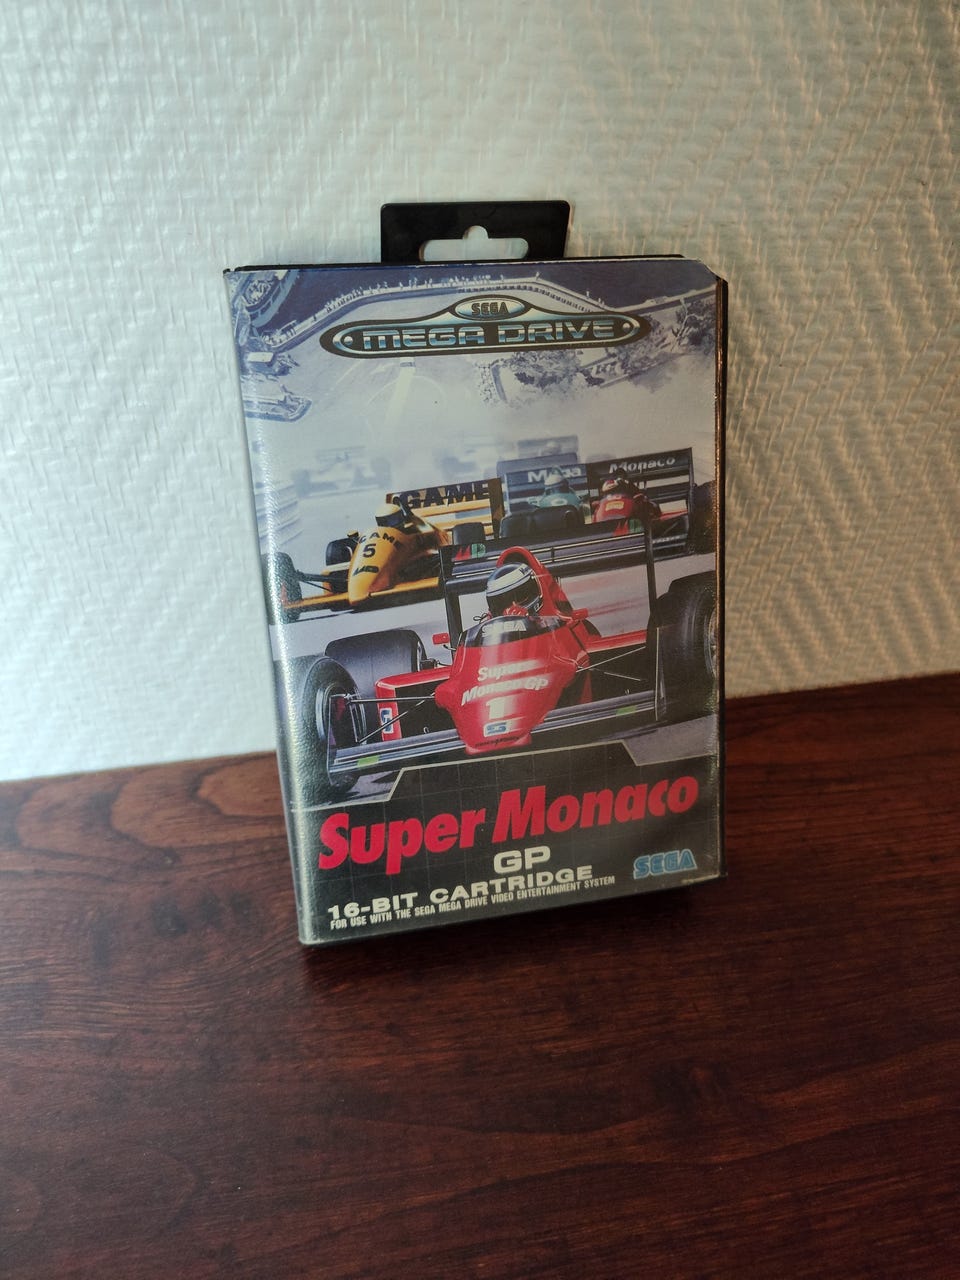 SEGA
MEGA DRIVE
Mega
Monaco
GAME
GAME
5
SEGA
Super
Monaco GP
1
Super Monaco
GP
SEGA
16-BIT CARTRIDGE
FOR USE WITH THE SEGA MEGA DRIVE VIDEO ENTERTAINMENT SYSTEM